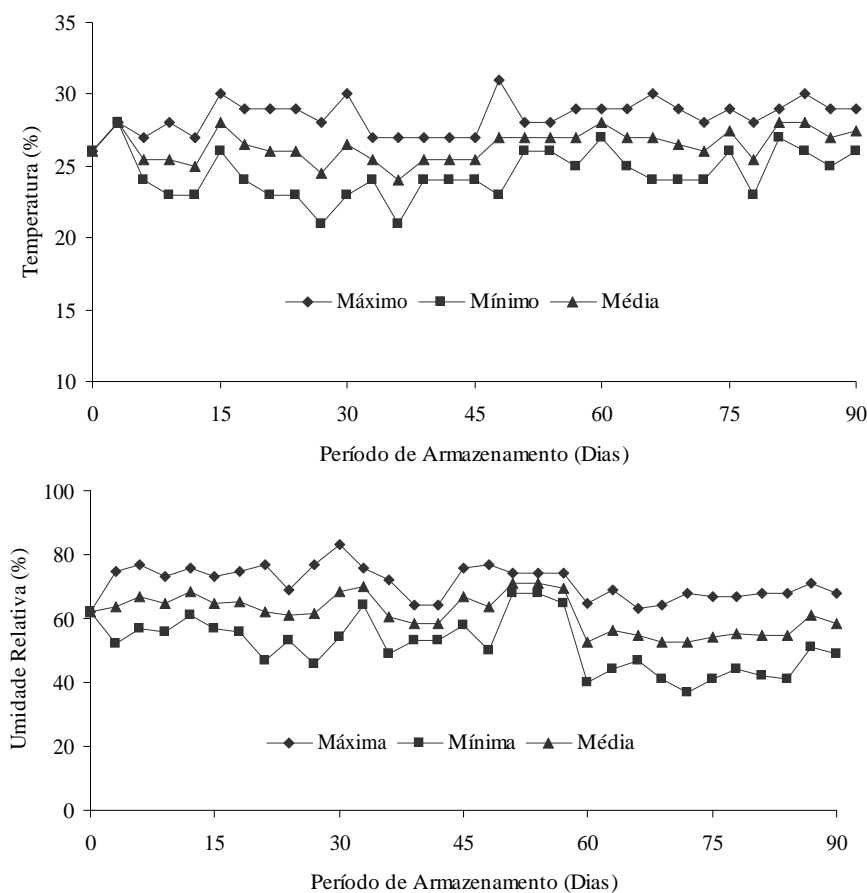 35
30
25
20
15
10
Temperatura (%)
Máximo Mínimo Média
0 15 30 45 60 75 90
Período de Armazenamento (Dias)
100
80
60
40
20
0
Umidade Relativa (%)
Máxima Mínima Média
0 15 30 45 60 75 90
Período de Armazenamento (Dias)